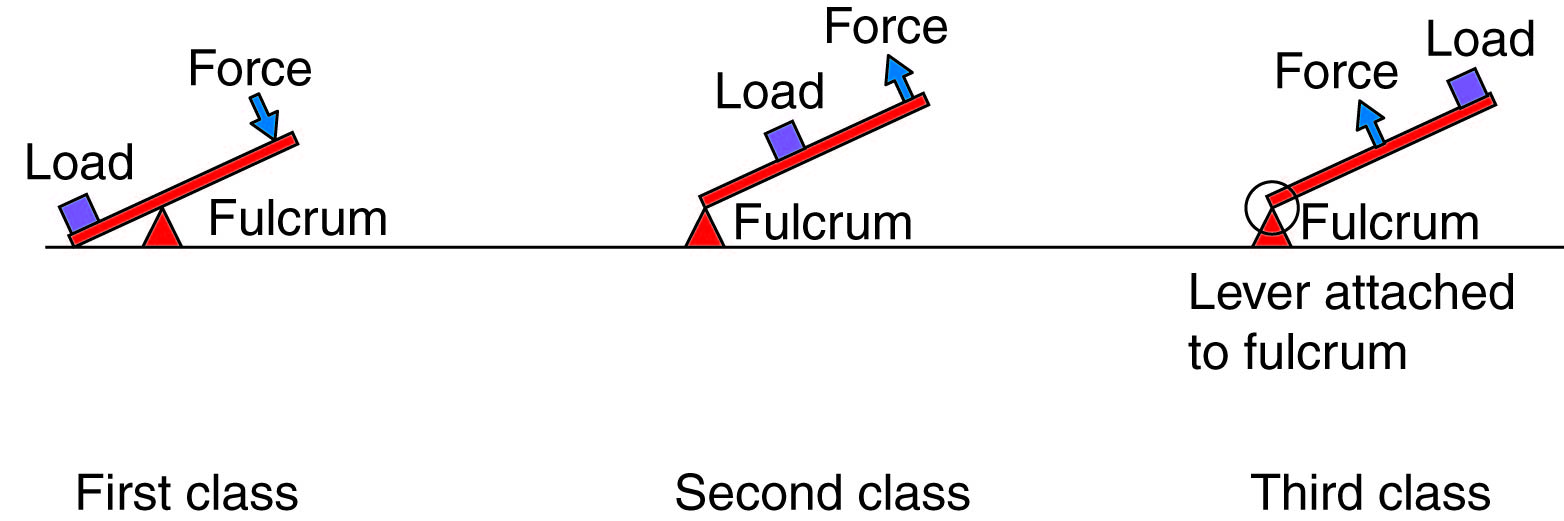 Force
Load
Fulcrum
First class
Force
Load
Fulcrum
Second class
Load
Force
Fulcrum
Lever attached
to fulcrum
Third class